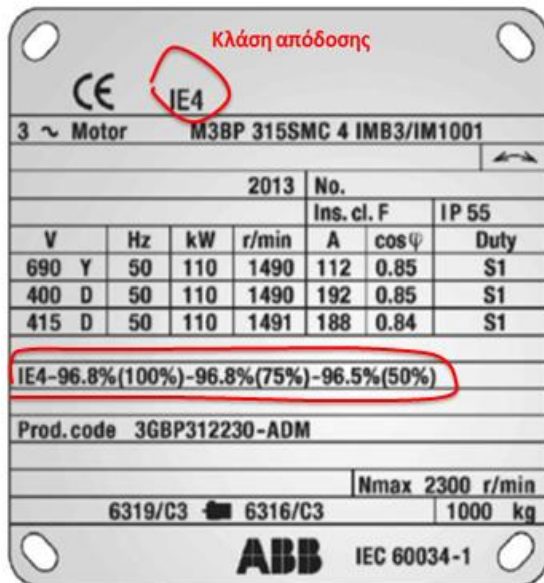 Κλάση απόδοσης
CE IE4
3 ~ Motor M3BP 315SMC 4 IMB3/IM1001
2013 No.
Ins. cl. F IP 55
V Hz kW r/min A cosφ Duty
690 Y 50 110 1490 112 0.85 S1
400 D 50 110 1490 192 0.85 S1
415 D 50 110 1491 188 0.84 S1
IE4-96.8%(100%)-96.8%(75%)-96.5%(50%)
Prod. code 3GBP312230-ADM
Nmax 2300 r/min
6319/C3 6316/C3 1000 kg
ABB IEC 60034-1